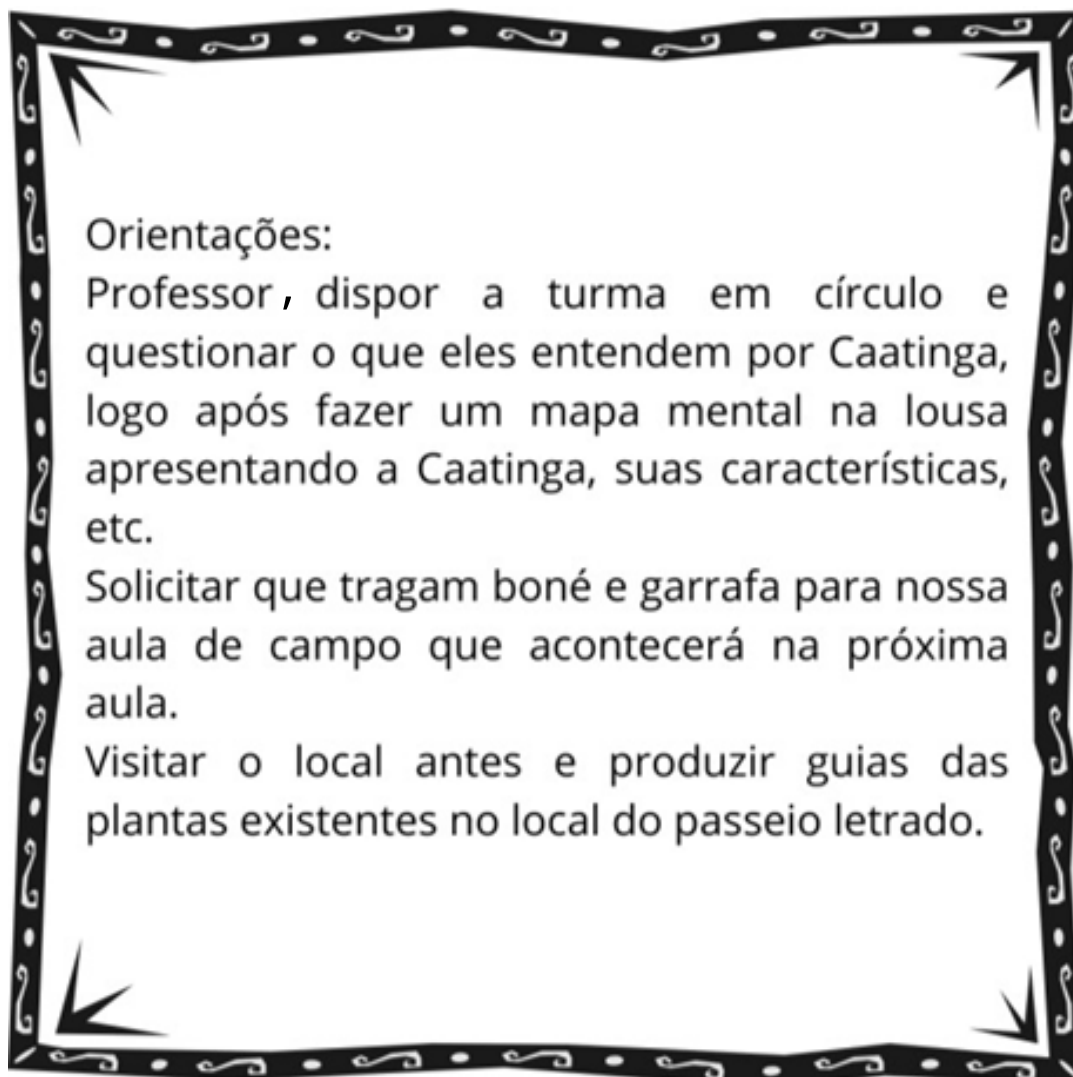 Orientações:
Professor, dispor a turma em círculo e
questionar o que eles entendem por Caatinga,
logo após fazer um mapa mental na lousa
apresentando a Caatinga, suas características,
etc.
Solicitar que tragam boné e garrafa para nossa
aula de campo que acontecerá na próxima
aula.
Visitar o local antes e produzir guias das
plantas existentes no local do passeio letrado.